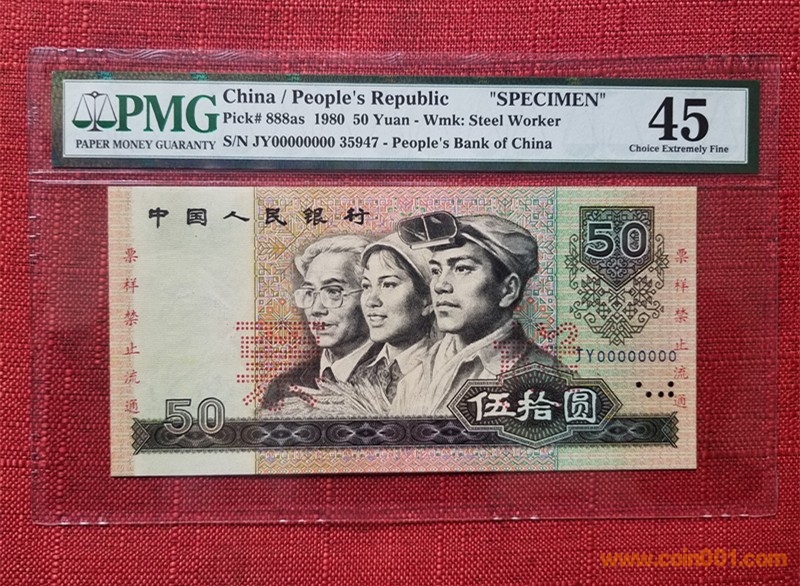 PMG
PAPER MONEY GUARANTY
China / People's Republic "SPECIMEN"
Pick# 888as 1980 50 Yuan - Wmk: Steel Worker
S/N JY00000000 35947 - People's Bank of China
45
Choice Extremely Fine
中国人民银行
50
票样禁止流通
票样禁止流通
JY00000000
50
伍拾圆
www.coin001.com